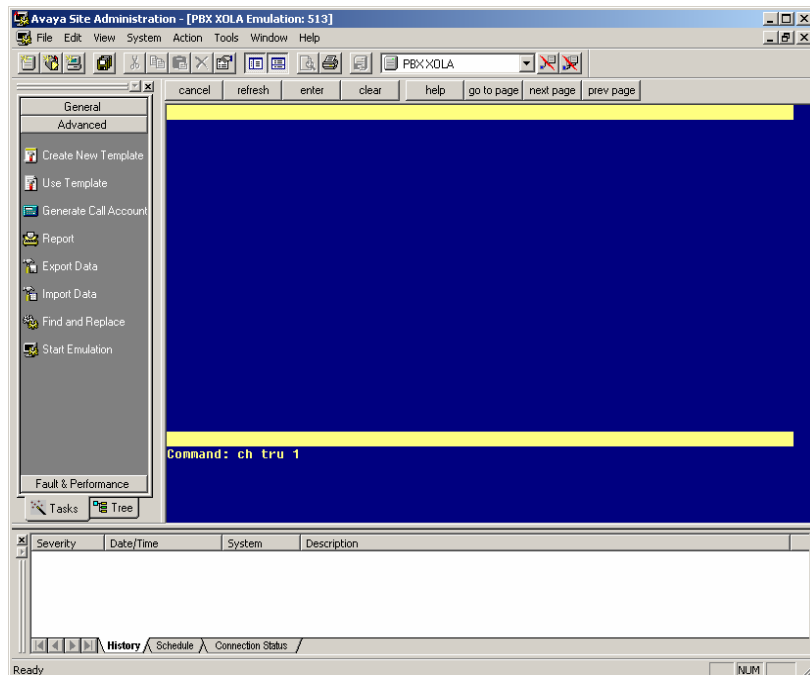 Avaya Site Administration - [PBX XOLA Emulation: 513]
File Edit View System Action Tools Window Help
PBX XOLA
cancel refresh enter clear help go to page next page prev page
General
Advanced
Create New Template
Use Template
Generate Call Account
Report
Export Data
Import Data
Find and Replace
Start Emulation
Command: ch tru 1
Fault & Performance
Tasks Tree
Severity Date/Time System Description
History Schedule Connection Status
Ready NUM